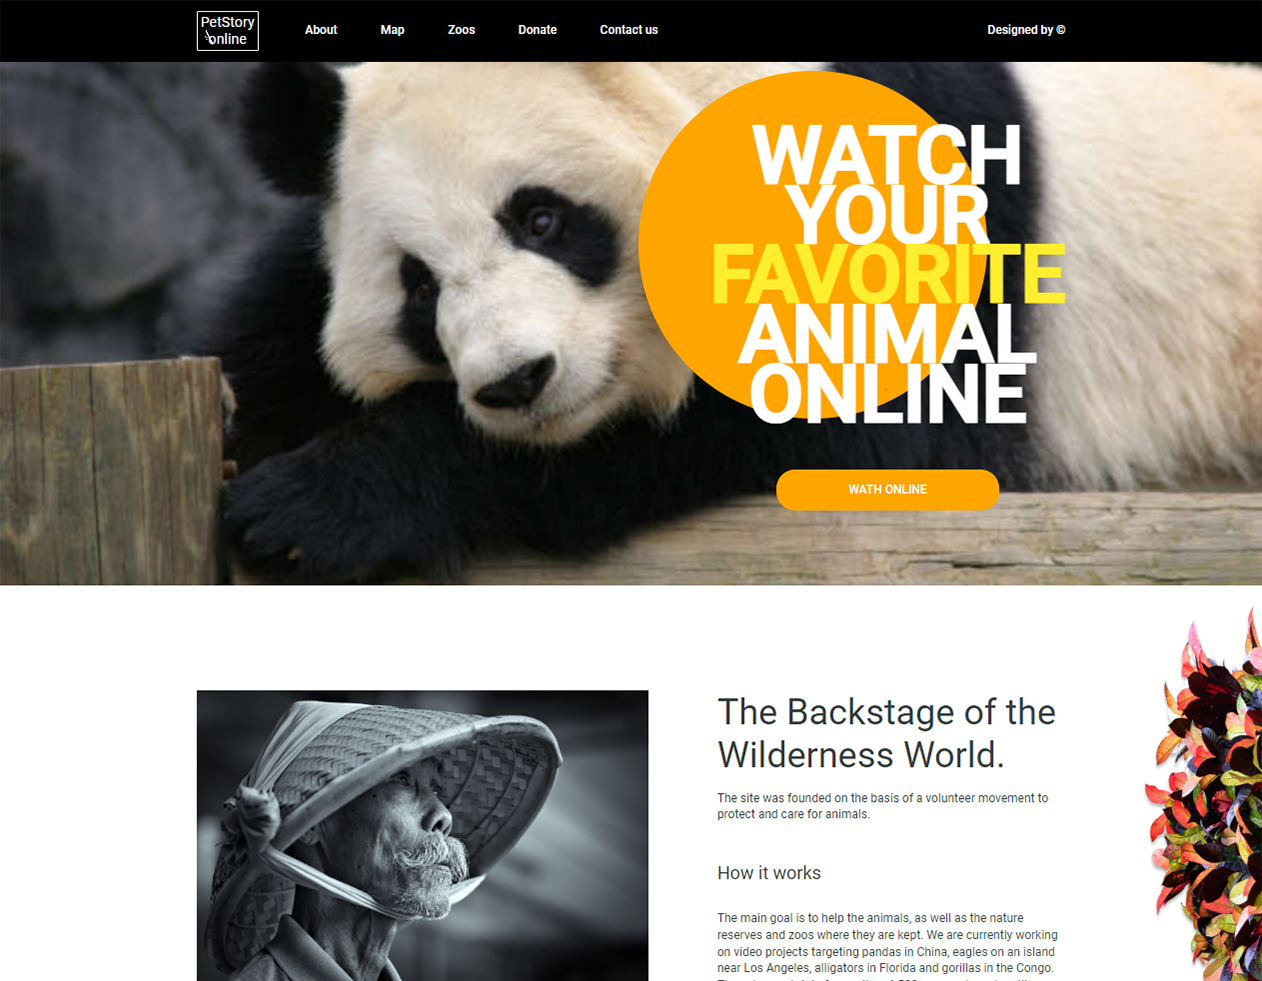 PetStory
online
About
Map
Zoos
Donate
Contact us
Designed by ©
WATCH
YOUR
FAVORITE
ANIMAL
ONLINE
WATH ONLINE
The Backstage of the
Wilderness World.
The site was founded on the basis of a volunteer movement to
protect and care for animals.
How it works
The main goal is to help the animals, as well as the nature
reserves and zoos where they are kept. We are currently working
on video projects targeting pandas in China, eagles on an island
near Los Angeles, alligators in Florida and gorillas in the Congo.